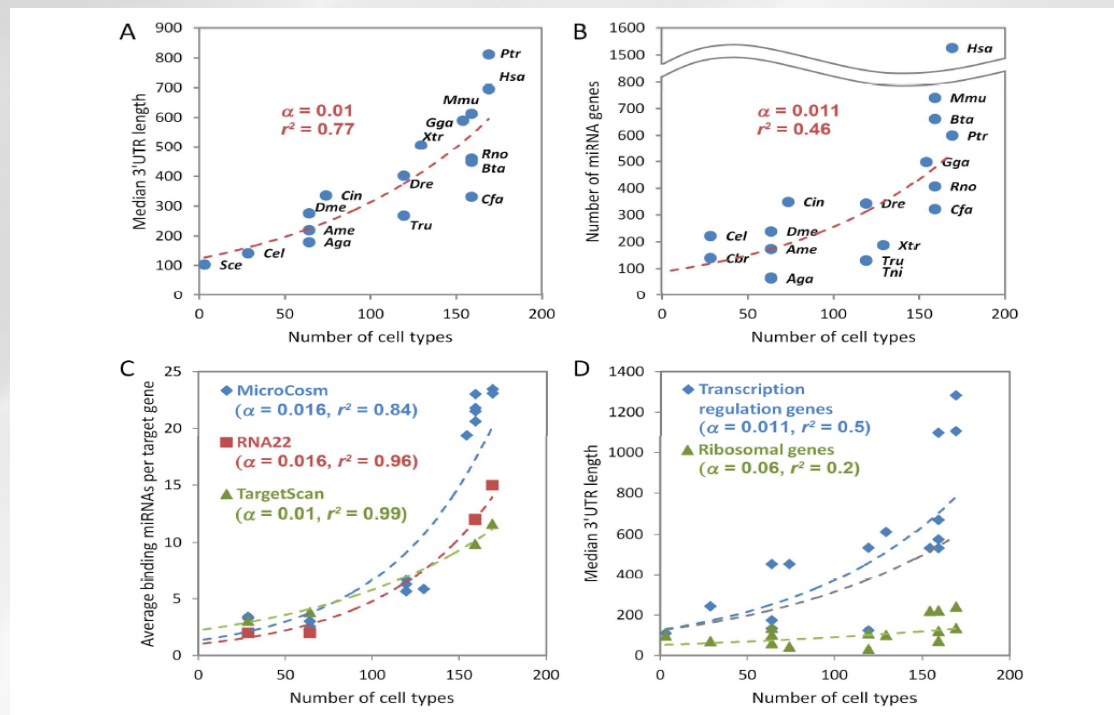 A
Median 3'UTR length
900
800
700
600
500
400
300
200
100
0
α = 0.01
r² = 0.77
Ptr
Hsa
Mmu
Gga
Xtr
Rno
Bta
Dre
Cfa
Cin
Dme
Tru
Ame
Aga
Cel
Sce
0
50
100
150
200
Number of cell types
B
Number of miRNA genes
1500
1600
800
700
600
500
400
300
200
100
0
α = 0.011
r² = 0.46
Hsa
Mmu
Bta
Ptr
Gga
Rno
Cfa
Cin
Dre
Cel
Dme
Ame
Xtr
Cbr
Tru
Tni
Aga
0
50
100
150
200
Number of cell types
C
Average binding miRNAs per target gene
25
20
15
10
5
0
MicroCosm
(α = 0.016, r² = 0.84)
RNA22
(α = 0.016, r² = 0.96)
TargetScan
(α = 0.01, r² = 0.99)
0
50
100
150
200
Number of cell types
D
Median 3'UTR length
1400
1200
1000
800
600
400
200
0
Transcription
regulation genes
(α = 0.011, r² = 0.5)
Ribosomal genes
(α = 0.06, r² = 0.2)
0
50
100
150
200
Number of cell types